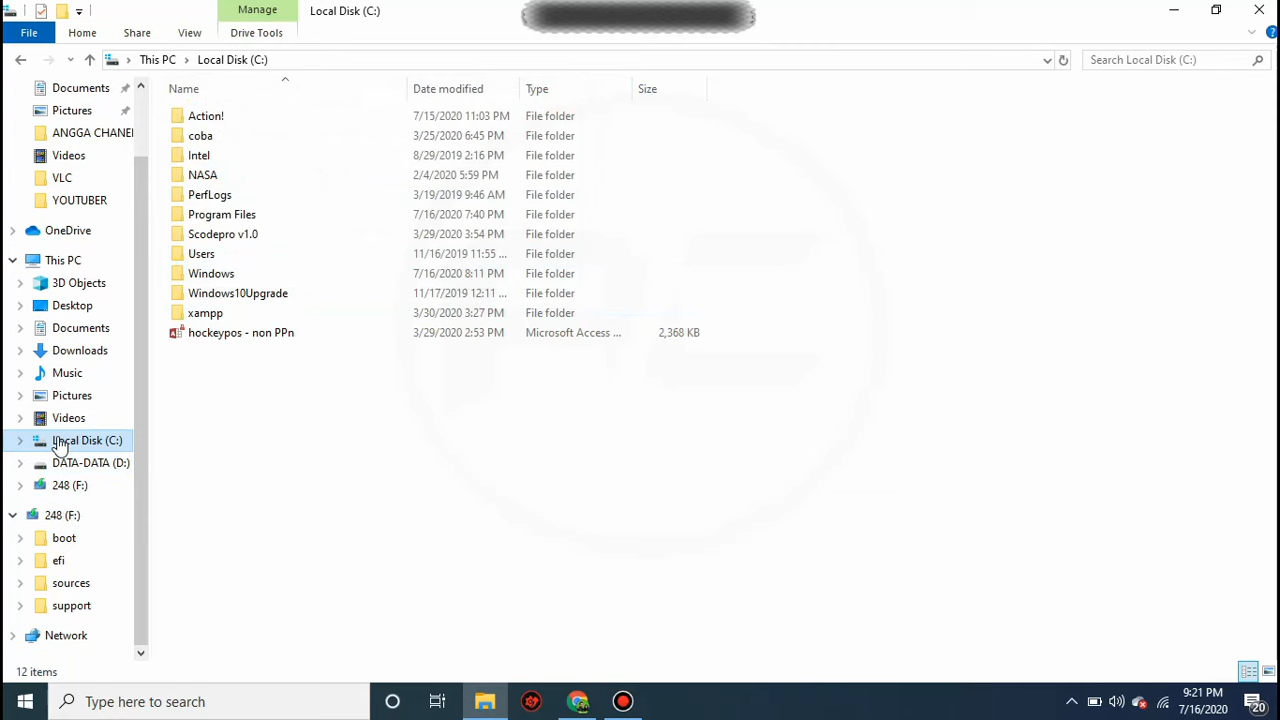 Manage
Local Disk (C:)
File
Home
Share
View
Drive Tools
This PC
Local Disk (C:)
Search Local Disk (C:)
Name
Date modified
Type
Size
Documents
Pictures
ANGGA CHANE
Videos
VLC
YOUTUBER
OneDrive
This PC
3D Objects
Desktop
Documents
Downloads
Music
Pictures
Videos
Local Disk (C:)
DATA-DATA (D:)
248 (F:)
248 (F:)
boot
efi
sources
support
Network
Action! 7/15/2020 11:03 PM File folder
coba 3/25/2020 6:45 PM File folder
Intel 8/29/2019 2:16 PM File folder
NASA 2/4/2020 5:59 PM File folder
PerfLogs 3/19/2019 9:46 AM File folder
Program Files 7/16/2020 7:40 PM File folder
Scodepro v1.0 3/29/2020 3:54 PM File folder
Users 11/16/2019 11:55 ... File folder
Windows 7/16/2020 8:11 PM File folder
Windows10Upgrade 11/17/2019 12:11 ... File folder
xampp 3/30/2020 3:27 PM File folder
hockeypos - non PPn 3/29/2020 2:53 PM Microsoft Access ... 2,368 KB
12 items
Type here to search
9:21 PM
7/16/2020
20